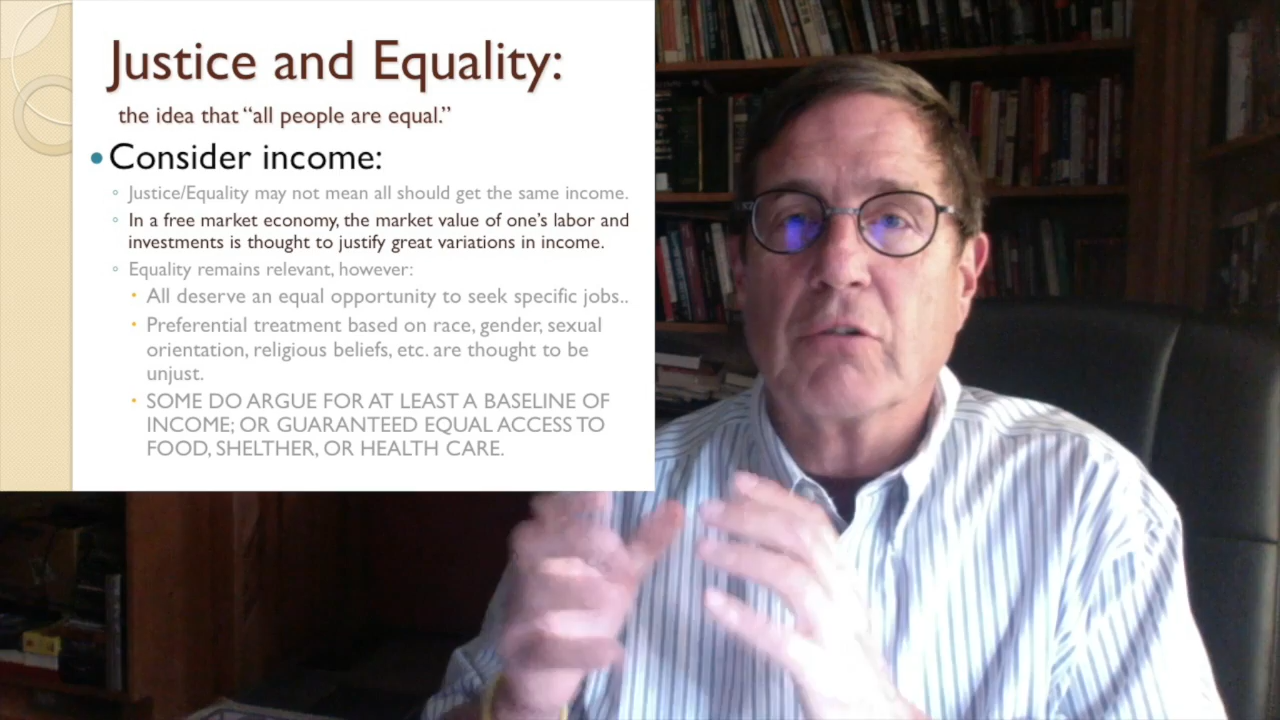 Justice and Equality:
the idea that “all people are equal.”
Consider income:
Justice/Equality may not mean all should get the same income.
In a free market economy, the market value of one’s labor and
investments is thought to justify great variations in income.
Equality remains relevant, however:
All deserve an equal opportunity to seek specific jobs..
Preferential treatment based on race, gender, sexual
orientation, religious beliefs, etc. are thought to be
unjust.
SOME DO ARGUE FOR AT LEAST A BASELINE OF
INCOME; OR GUARANTEED EQUAL ACCESS TO
FOOD, SHELTHER, OR HEALTH CARE.